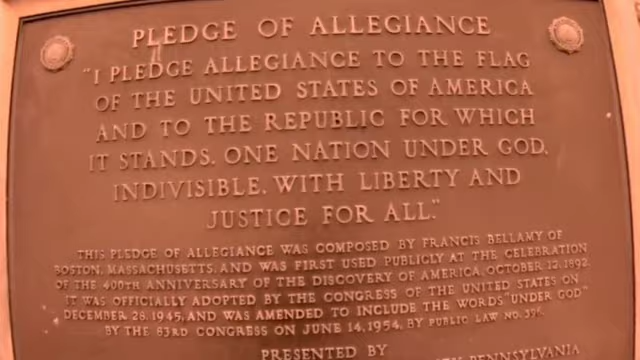 PLEDGE OF ALLEGIANCE
"I PLEDGE ALLEGIANCE TO THE FLAG
OF THE UNITED STATES OF AMERICA
AND TO THE REPUBLIC FOR WHICH
IT STANDS. ONE NATION UNDER GOD,
INDIVISIBLE, WITH LIBERTY AND
JUSTICE FOR ALL."
THIS PLEDGE OF ALLEGIANCE WAS COMPOSED BY FRANCIS BELLAMY OF
BOSTON, MASSACHUSETTS, AND WAS FIRST USED PUBLICLY AT THE CELEBRATION
OF THE 400TH ANNIVERSARY OF THE DISCOVERY OF AMERICA, OCTOBER 12, 1892.
IT WAS OFFICIALLY ADOPTED BY THE CONGRESS OF THE UNITED STATES ON
DECEMBER 28, 1945, AND WAS AMENDED TO INCLUDE THE WORDS "UNDER GOD"
BY THE 83RD CONGRESS ON JUNE 14, 1954, BY PUBLIC LAW NO.
PRESENTED BY
PENNSYLVANIA